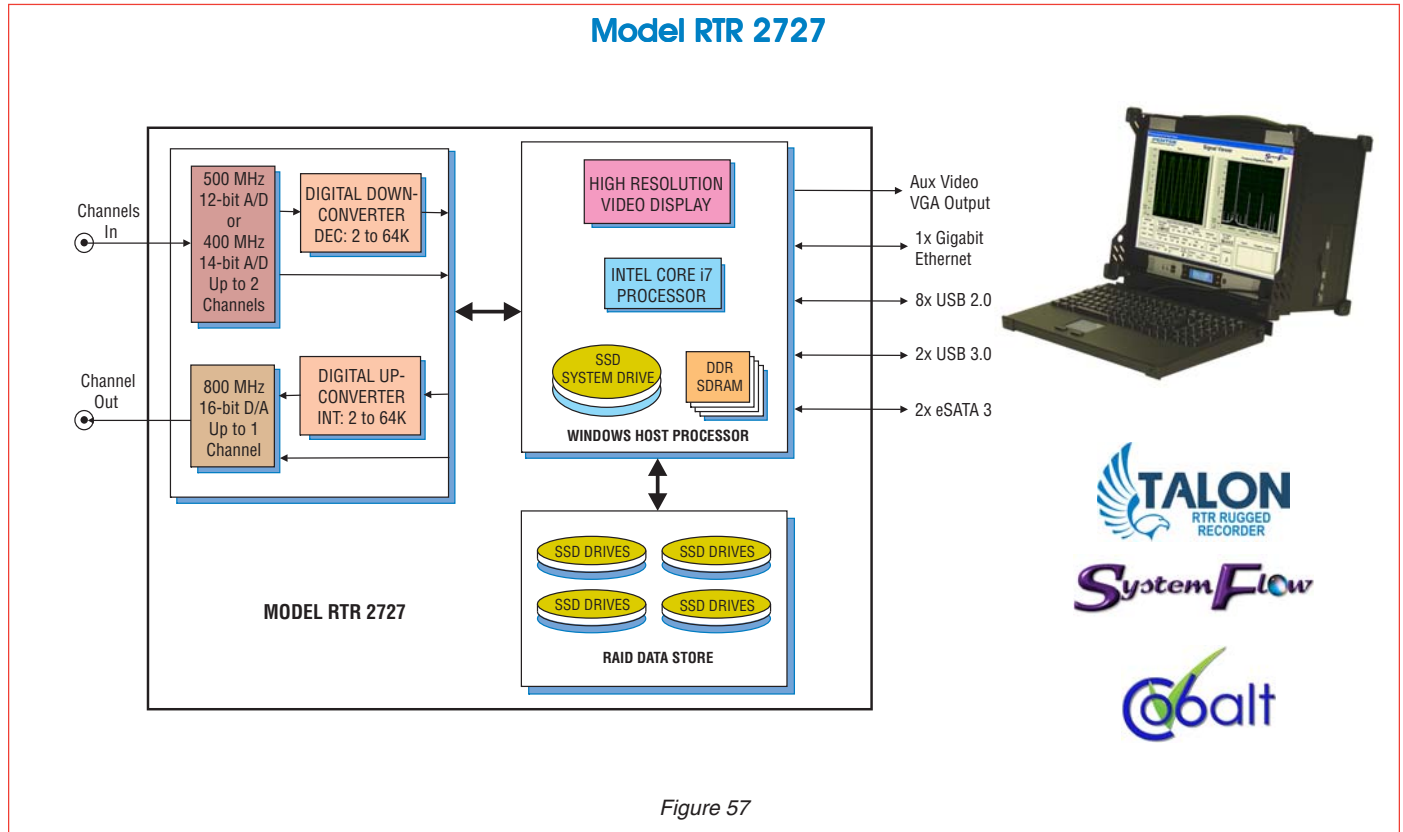 Model RTR 2727
Channels
In
500 MHz
12-bit A/D
or
400 MHz
14-bit A/D
Up to 2
Channels
DIGITAL DOWN-
CONVERTER
DEC: 2 to 64K
Channel
Out
800 MHz
16-bit D/A
Up to 1
Channel
DIGITAL UP-
CONVERTER
INT: 2 to 64K
MODEL RTR 2727
HIGH RESOLUTION
VIDEO DISPLAY
INTEL CORE i7
PROCESSOR
SSD
SYSTEM DRIVE
DDR
SDRAM
WINDOWS HOST PROCESSOR
SSD DRIVES
SSD DRIVES
SSD DRIVES
SSD DRIVES
RAID DATA STORE
Aux Video
VGA Output
1x Gigabit
Ethernet
8x USB 2.0
2x USB 3.0
2x eSATA 3
PENTEK
Signal Viewer
SystemFlow
TALON
RTR RUGGED
RECORDER
SystemFlow
Cobalt
Figure 57